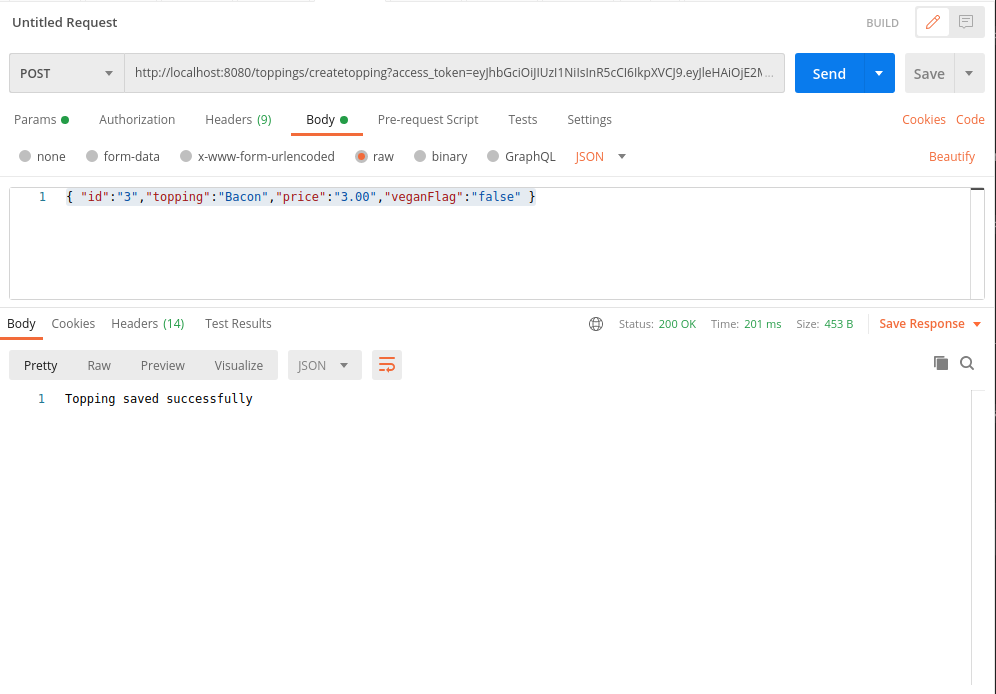 Untitled Request BUILD
POST http://localhost:8080/toppings/createtopping?access_token=eyJhbGciOiJIUzI1NiIsInR5cCI6IkpXVCJ9.eyJleHAiOjE2M... Send Save
Params Authorization Headers (9) Body Pre-request Script Tests Settings Cookies Code
none form-data x-www-form-urlencoded raw binary GraphQL JSON Beautify
1 { "id":"3","topping":"Bacon","price":"3.00","veganFlag":"false" }
Body Cookies Headers (14) Test Results Status: 200 OK Time: 201 ms Size: 453 B Save Response
Pretty Raw Preview Visualize JSON
1 Topping saved successfully